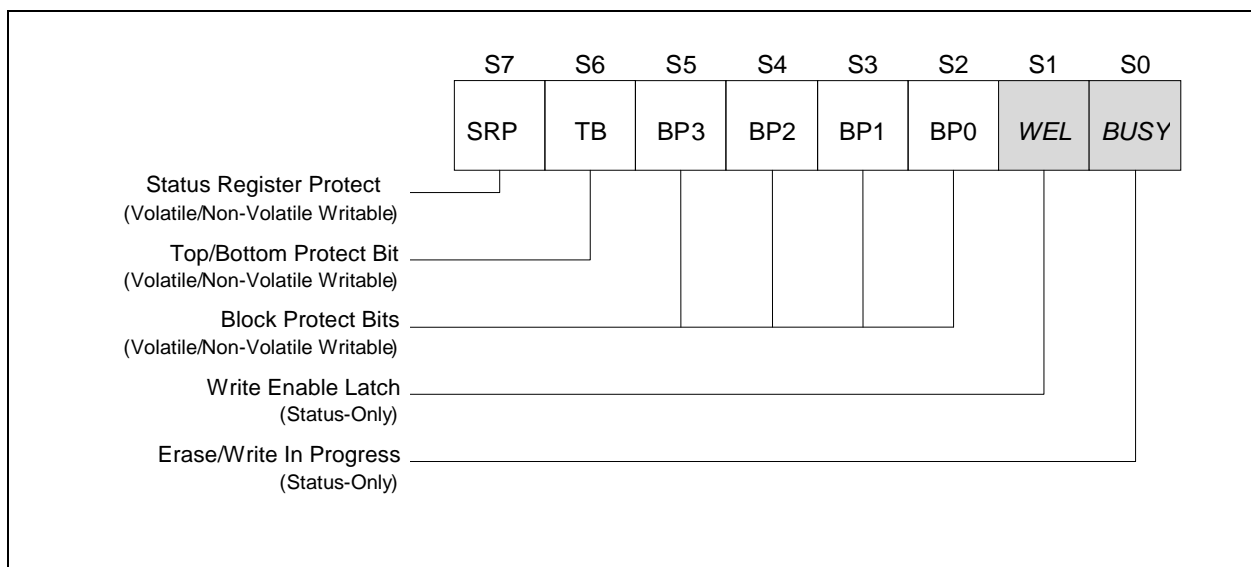 S7 S6 S5 S4 S3 S2 S1 S0
SRP TB BP3 BP2 BP1 BP0 WEL BUSY
Status Register Protect
(Volatile/Non-Volatile Writable)
Top/Bottom Protect Bit
(Volatile/Non-Volatile Writable)
Block Protect Bits
(Volatile/Non-Volatile Writable)
Write Enable Latch
(Status-Only)
Erase/Write In Progress
(Status-Only)